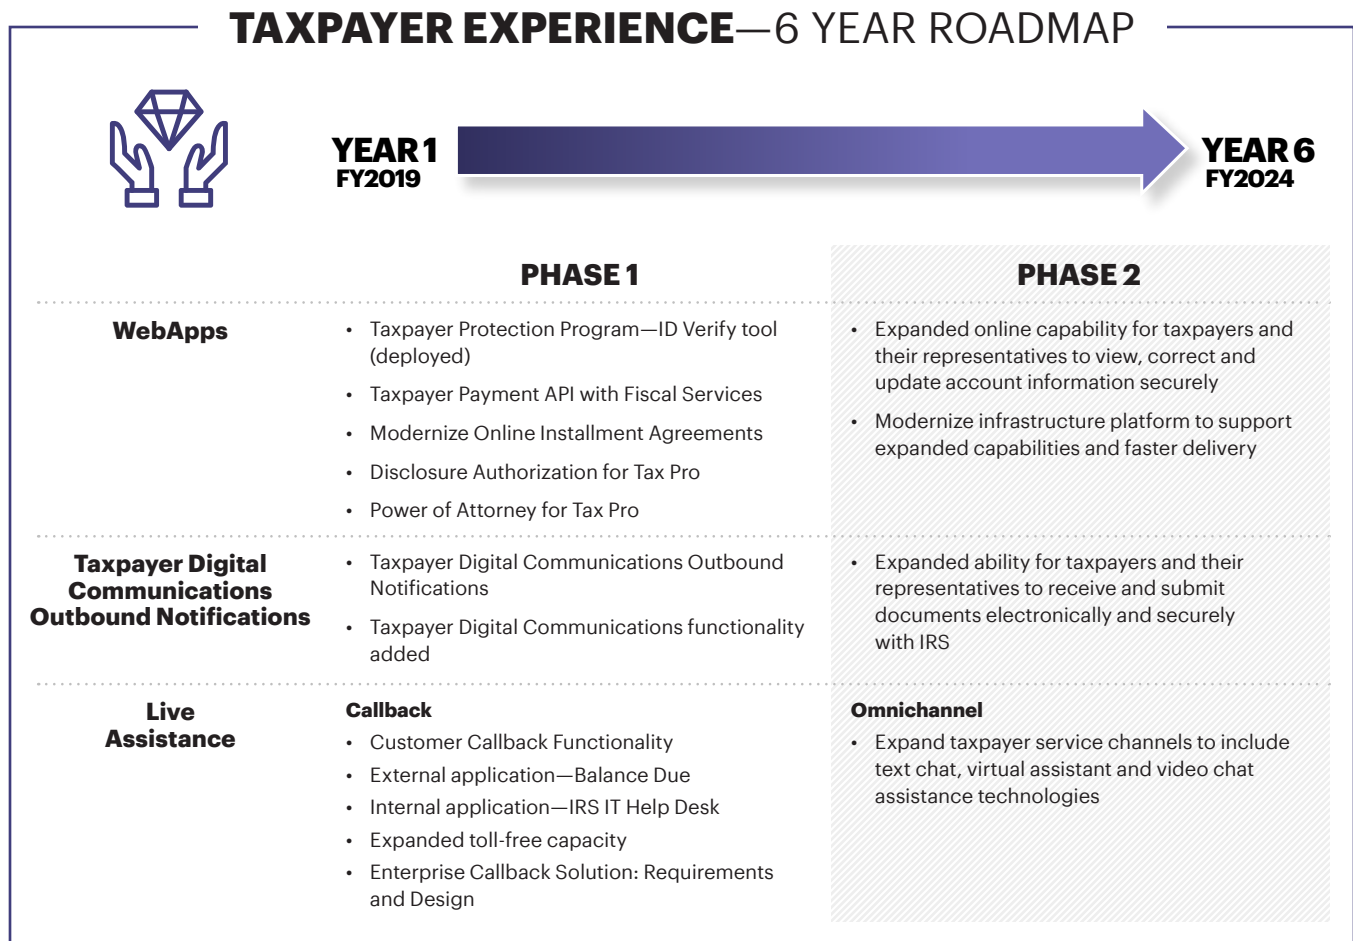 TAXPAYER EXPERIENCE—6 YEAR ROADMAP
YEAR 1
FY2019
YEAR 6
FY2024
PHASE 1
PHASE 2
WebApps
• Taxpayer Protection Program—ID Verify tool
(deployed)
• Taxpayer Payment API with Fiscal Services
• Modernize Online Installment Agreements
• Disclosure Authorization for Tax Pro
• Power of Attorney for Tax Pro
• Expanded online capability for taxpayers and
their representatives to view, correct and
update account information securely
• Modernize infrastructure platform to support
expanded capabilities and faster delivery
Taxpayer Digital
Communications
Outbound Notifications
• Taxpayer Digital Communications Outbound
Notifications
• Taxpayer Digital Communications functionality
added
• Expanded ability for taxpayers and their
representatives to receive and submit
documents electronically and securely
with IRS
Live
Assistance
Callback
• Customer Callback Functionality
• External application—Balance Due
• Internal application—IRS IT Help Desk
• Expanded toll-free capacity
• Enterprise Callback Solution: Requirements
and Design
Omnichannel
• Expand taxpayer service channels to include
text chat, virtual assistant and video chat
assistance technologies